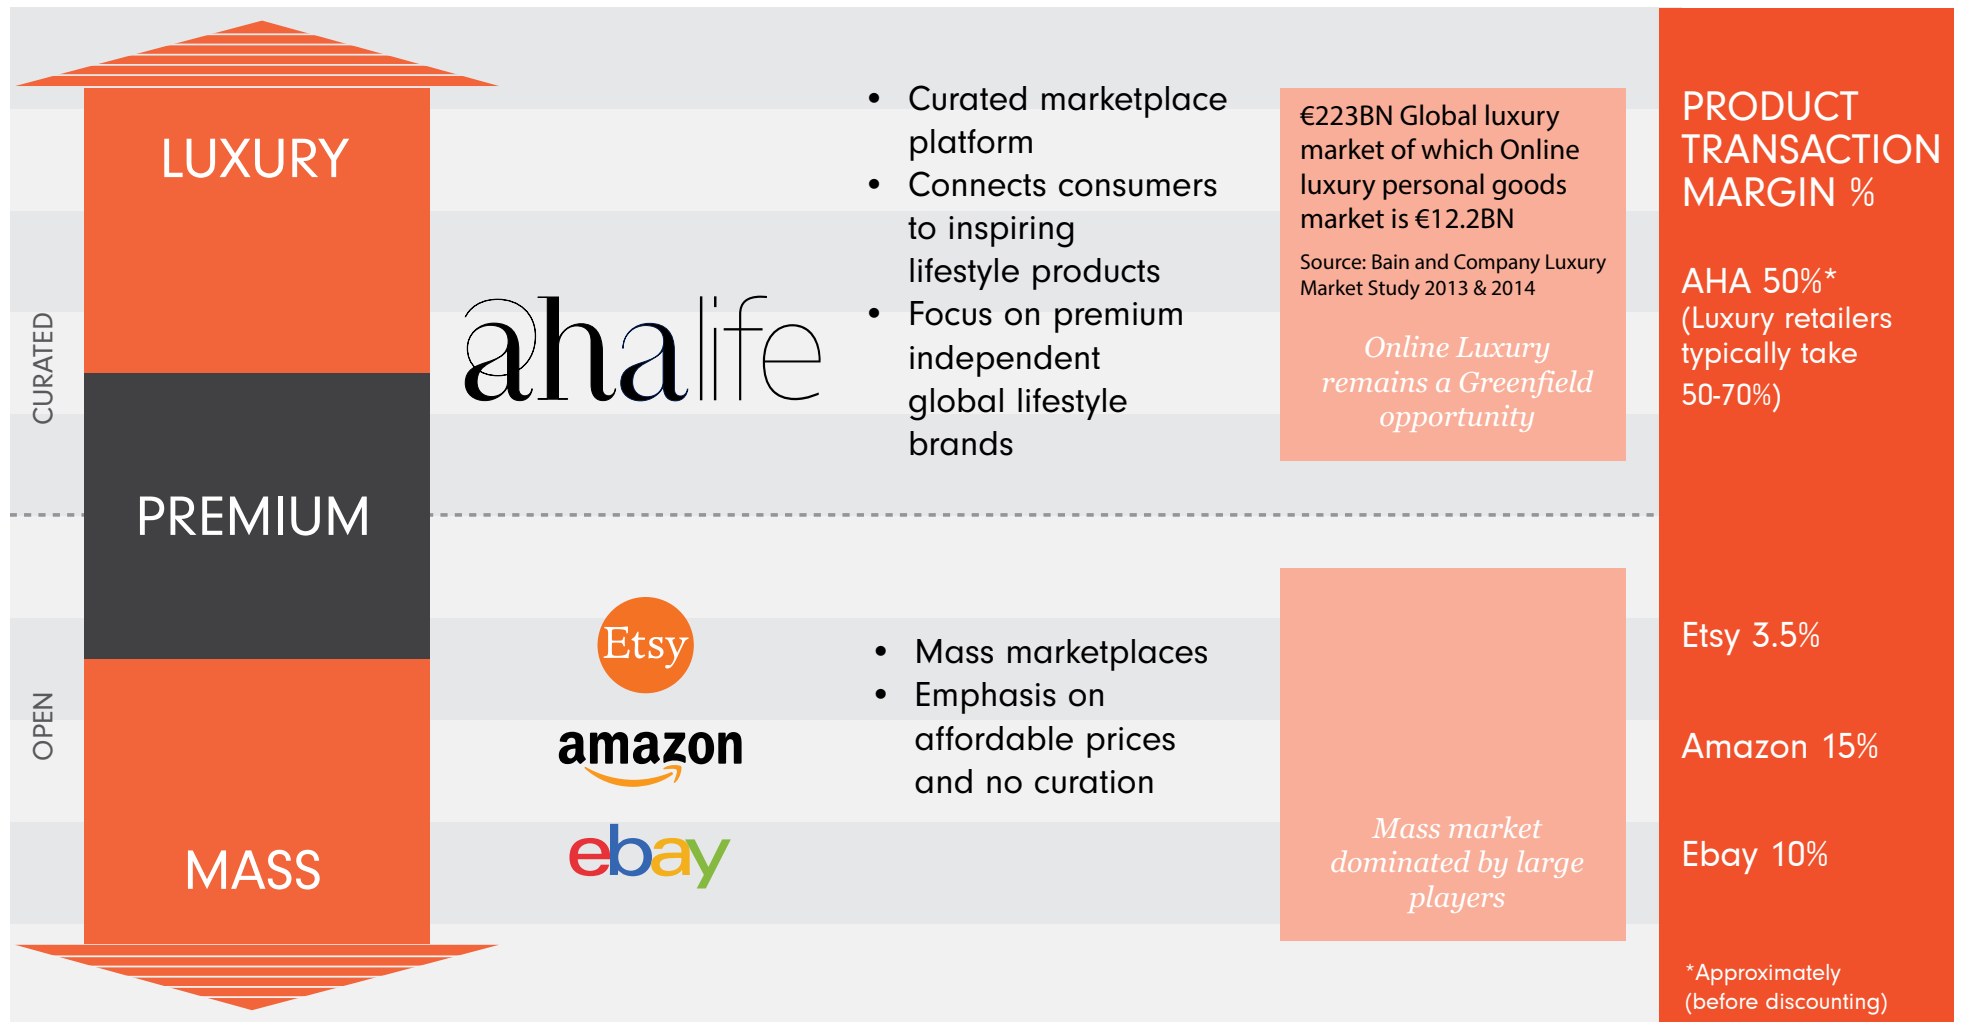 LUXURY
PREMIUM
MASS
CURATED
OPEN
@halife
• Curated marketplace
platform
• Connects consumers
to inspiring
lifestyle products
• Focus on premium
independent
global lifestyle
brands
€223BN Global luxury
market of which Online
luxury personal goods
market is €12.2BN
Source: Bain and Company Luxury
Market Study 2013 & 2014
Online Luxury
remains a Greenfield
opportunity
Etsy
amazon
ebay
• Mass marketplaces
• Emphasis on
affordable prices
and no curation
Mass market
dominated by large
players
PRODUCT
TRANSACTION
MARGIN %
AHA 50%*
(Luxury retailers
typically take
50-70%)
Etsy 3.5%
Amazon 15%
Ebay 10%
*Approximately
(before discounting)